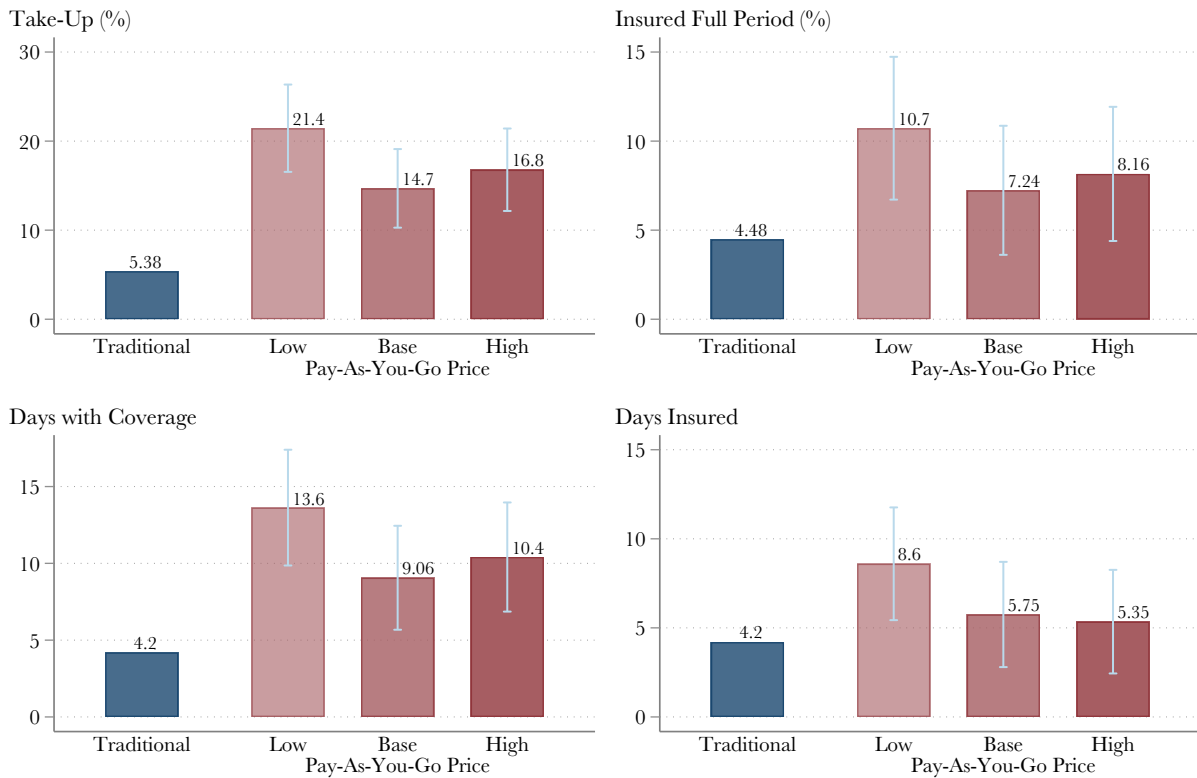 Take-Up (%)
30
20
10
0
5.38
21.4
14.7
16.8
Traditional
Low
Base
High
Pay-As-You-Go Price
Insured Full Period (%)
15
10
5
0
4.48
10.7
7.24
8.16
Traditional
Low
Base
High
Pay-As-You-Go Price
Days with Coverage
15
10
5
0
4.2
13.6
9.06
10.4
Traditional
Low
Base
High
Pay-As-You-Go Price
Days Insured
15
10
5
0
4.2
8.6
5.75
5.35
Traditional
Low
Base
High
Pay-As-You-Go Price